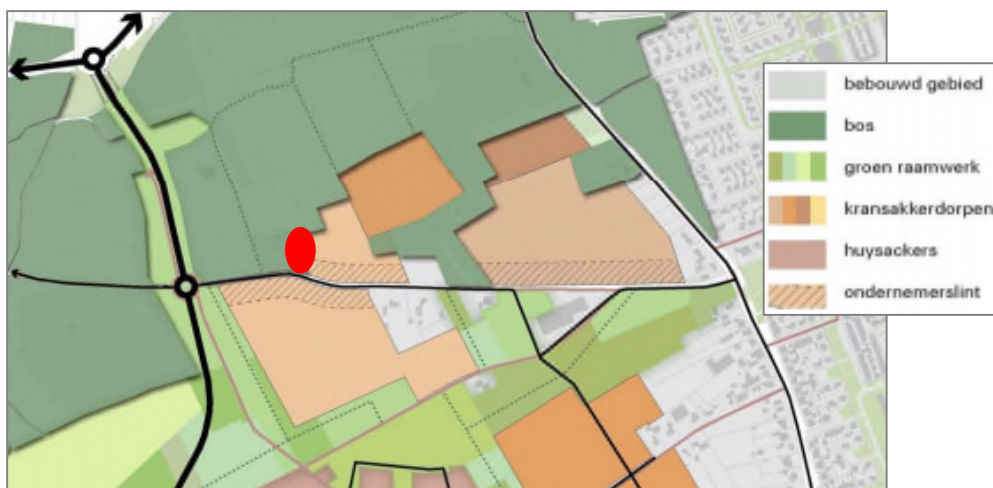 bebouwd gebied
bos
groen raamwerk
kransakkerdorpen
huysackers
ondernemerslint